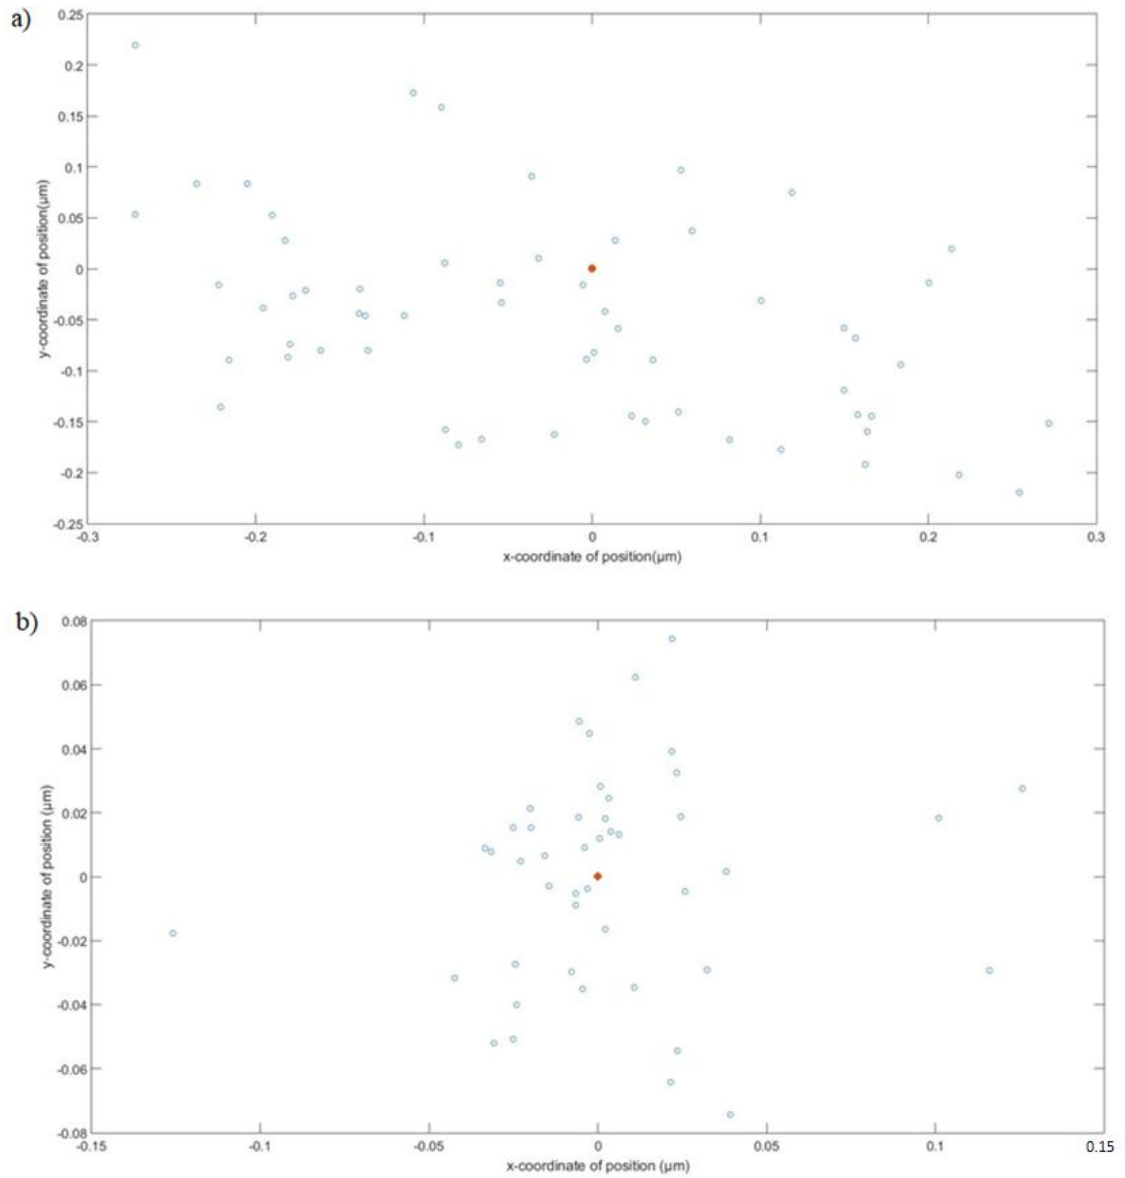 a)
0.25
0.2
0.15
0.1
0.05
0
-0.05
-0.1
-0.15
-0.2
-0.25
y-coordinate of position(µm)
-0.3 -0.2 -0.1 0 0.1 0.2 0.3
x-coordinate of position(µm)
b)
0.08
0.06
0.04
0.02
0
-0.02
-0.04
-0.06
-0.08
y-coordinate of position (µm)
-0.15 -0.1 -0.05 0 0.05 0.1 0.15
x-coordinate of position (µm)